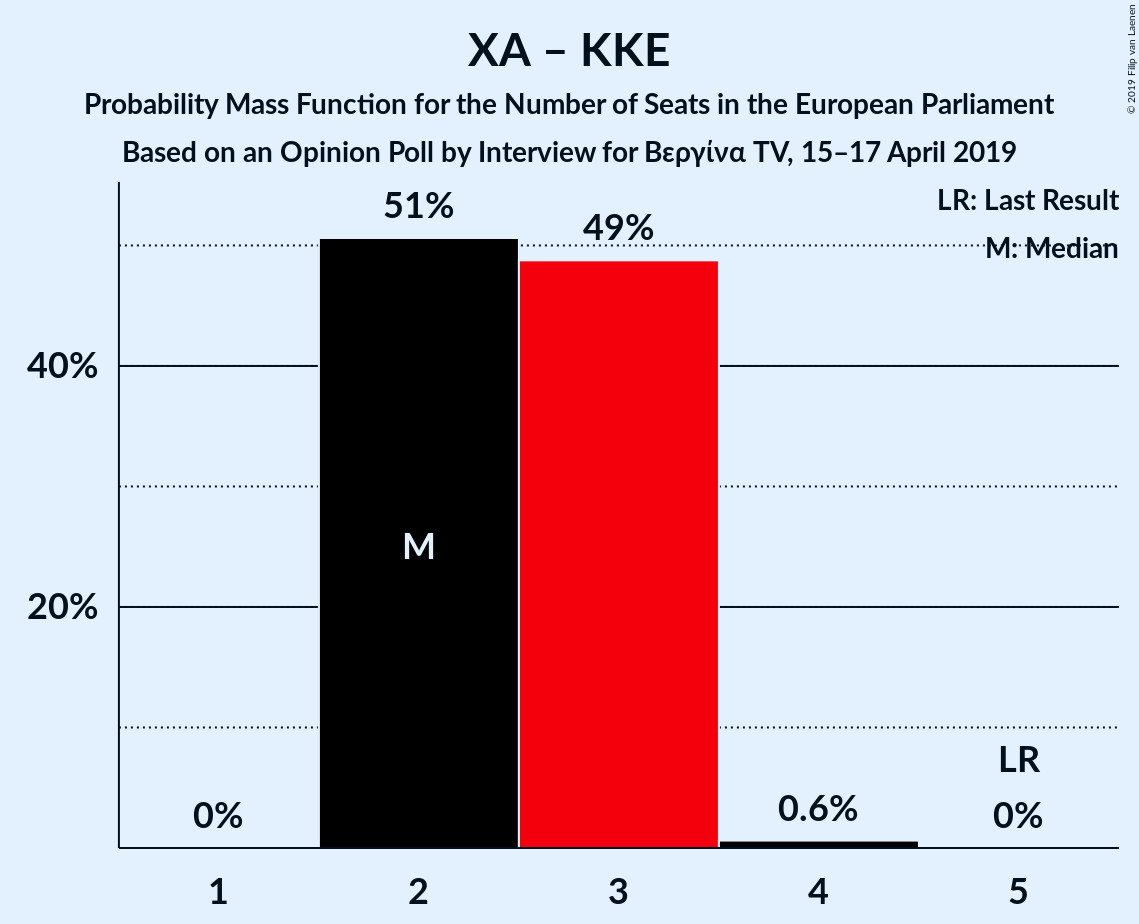 XA – KKE
Probability Mass Function for the Number of Seats in the European Parliament
Based on an Opinion Poll by Interview for Βεργίνα TV, 15–17 April 2019
© 2019 Filip van Laenen
LR: Last Result
M: Median
51%
49%
40%
M
20%
LR
0%
0.6%
0%
1
2
3
4
5